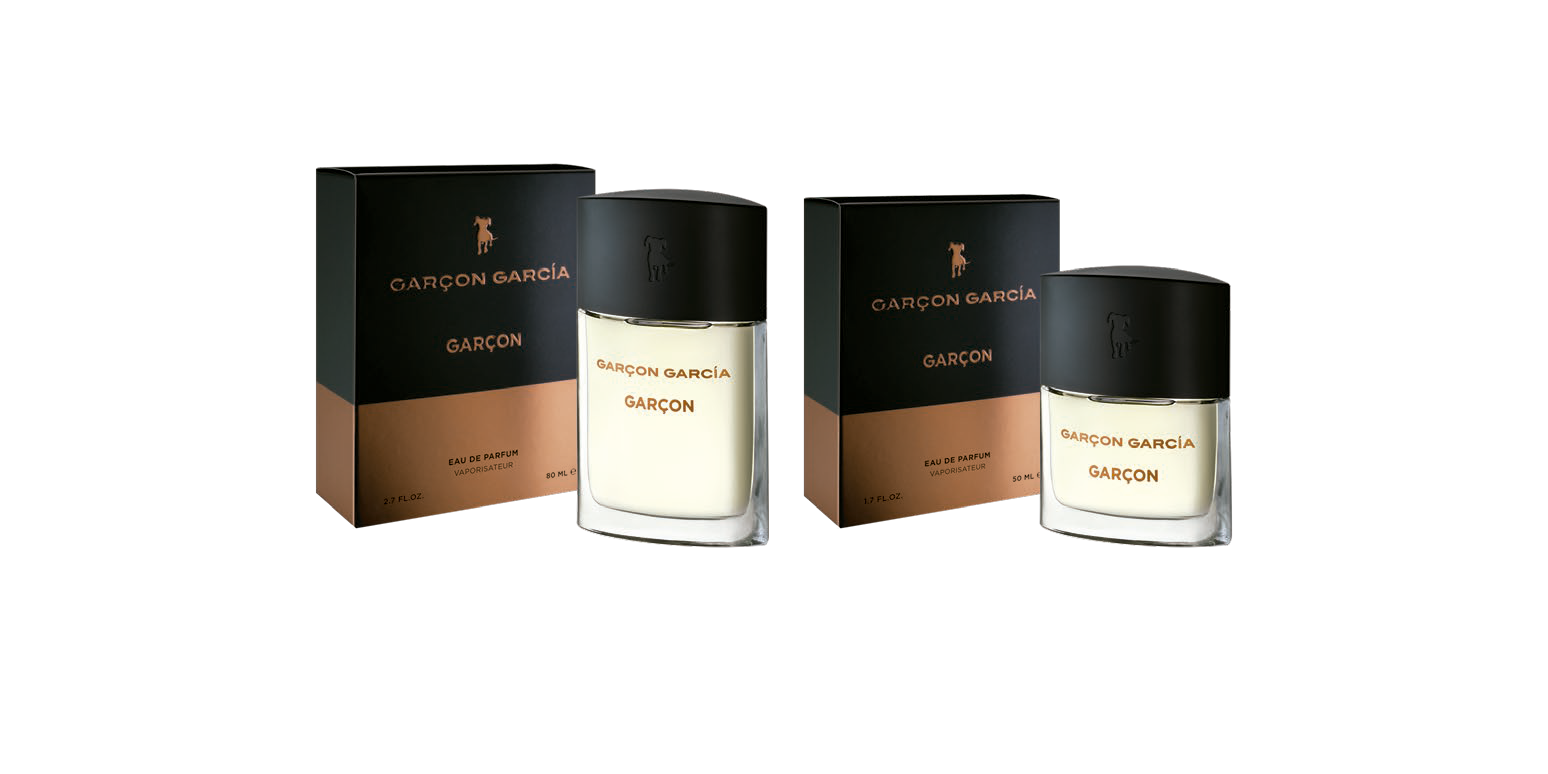 GARÇON GARCÍA
GARÇON
EAU DE PARFUM
VAPORISATEUR
80 ML ℮
2.7 FL.OZ.
GARÇON GARCÍA
GARÇON
GARÇON GARCÍA
GARÇON
EAU DE PARFUM
VAPORISATEUR
50 ML ℮
1.7 FL.OZ.
GARÇON GARCÍA
GARÇON